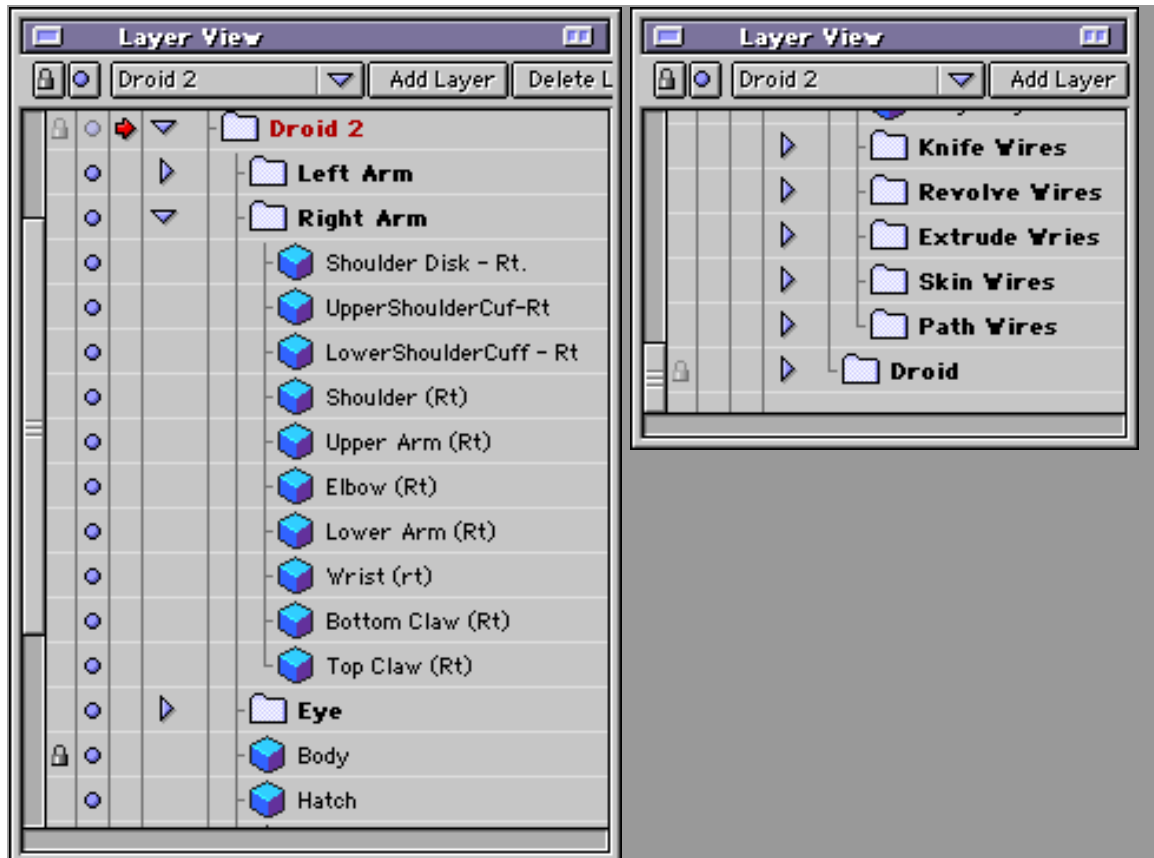 Layer View
Droid 2
Add Layer
Delete L
Droid 2
Left Arm
Right Arm
Shoulder Disk - Rt.
UpperShoulderCuf-Rt
LowerShoulderCuff - Rt
Shoulder (Rt)
Upper Arm (Rt)
Elbow (Rt)
Lower Arm (Rt)
Wrist (rt)
Bottom Claw (Rt)
Top Claw (Rt)
Eye
Body
Hatch
Layer View
Droid 2
Add Layer
Knife Wires
Revolve Wires
Extrude Wries
Skin Wires
Path Wires
Droid